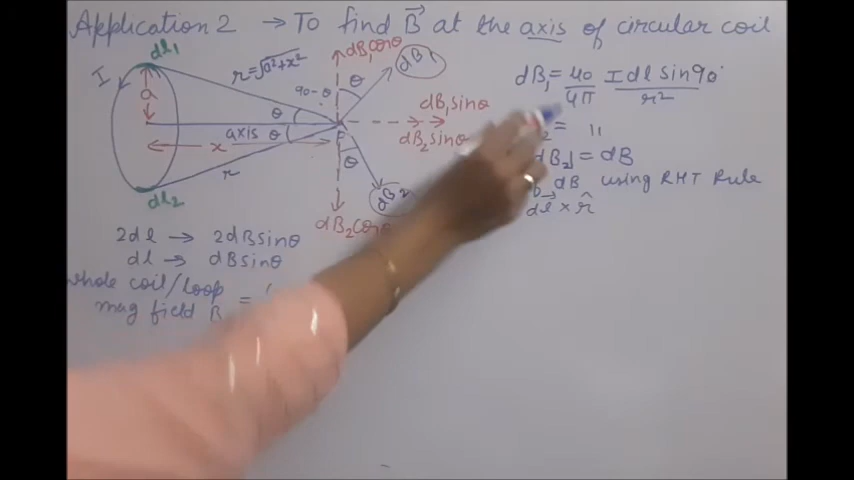 Application 2 → To find B⃗ at the axis of circular coil
dl1
I
a
r=√a²+x²
90-θ
θ
dB1cosθ
θ
dB1
dB1sinθ
dB2sinθ
axis θ
x
P
θ
r
dl2
dB2
dB2cosθ
dB1 = μ0/4π I dl sin90°/r²
= "
dB2| = dB
dB using RHT Rule
d⃗l × r̂
2dl → 2dBsinθ
dl → dBsinθ
whole coil/loop
mag field B =